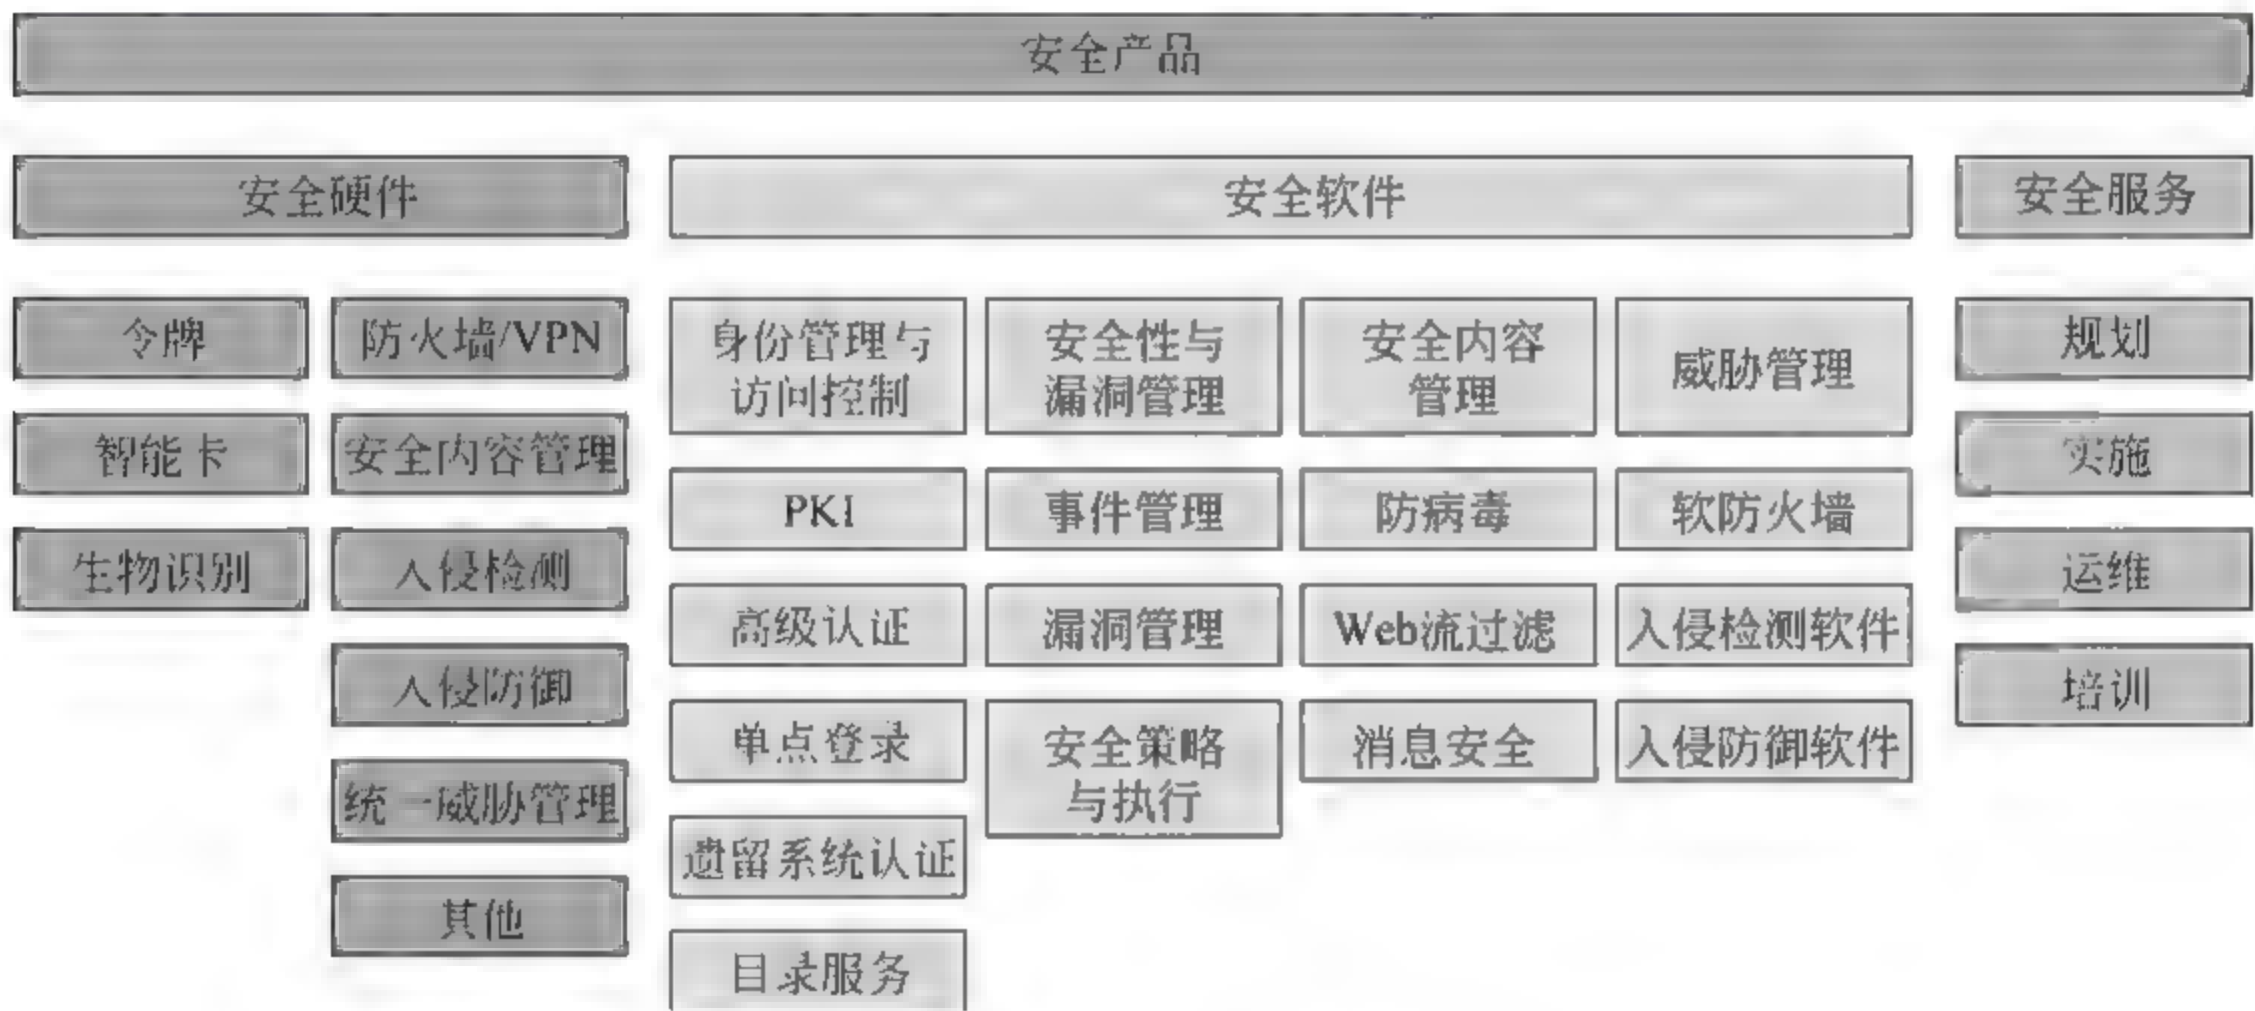 安全产品
安全硬件
安全软件
安全服务
令牌
防火墙/VPN
身份管理与
访问控制
安全性与
漏洞管理
安全内容
管理
威胁管理
规划
智能卡
安全内容管理
PKI
事件管理
防病毒
软防火墙
实施
生物识别
入侵检测
高级认证
漏洞管理
Web流过滤
入侵检测软件
运维
入侵防御
单点登录
安全策略
与执行
消息安全
入侵防御软件
培训
统一威胁管理
遗留系统认证
其他
目录服务